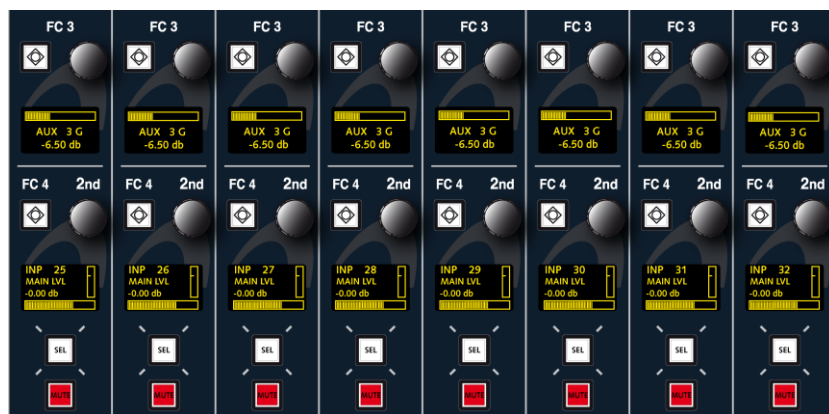 FC 3 FC 3 FC 3 FC 3 FC 3 FC 3 FC 3 FC 3
AUX 3 G AUX 3 G AUX 3 G AUX 3 G AUX 3 G AUX 3 G AUX 3 G AUX 3 G
-6.50 db -6.50 db -6.50 db -6.50 db -6.50 db -6.50 db -6.50 db -6.50 db
FC 4 2nd FC 4 2nd FC 4 2nd FC 4 2nd FC 4 2nd FC 4 2nd FC 4 2nd FC 4 2nd
INP 25 INP 26 INP 27 INP 28 INP 29 INP 30 INP 31 INP 32
MAIN LVL MAIN LVL MAIN LVL MAIN LVL MAIN LVL MAIN LVL MAIN LVL MAIN LVL
-0.00 db -0.00 db -0.00 db -0.00 db -0.00 db -0.00 db -0.00 db -0.00 db
SEL SEL SEL SEL SEL SEL SEL SEL
MUTE MUTE MUTE MUTE MUTE MUTE MUTE MUTE